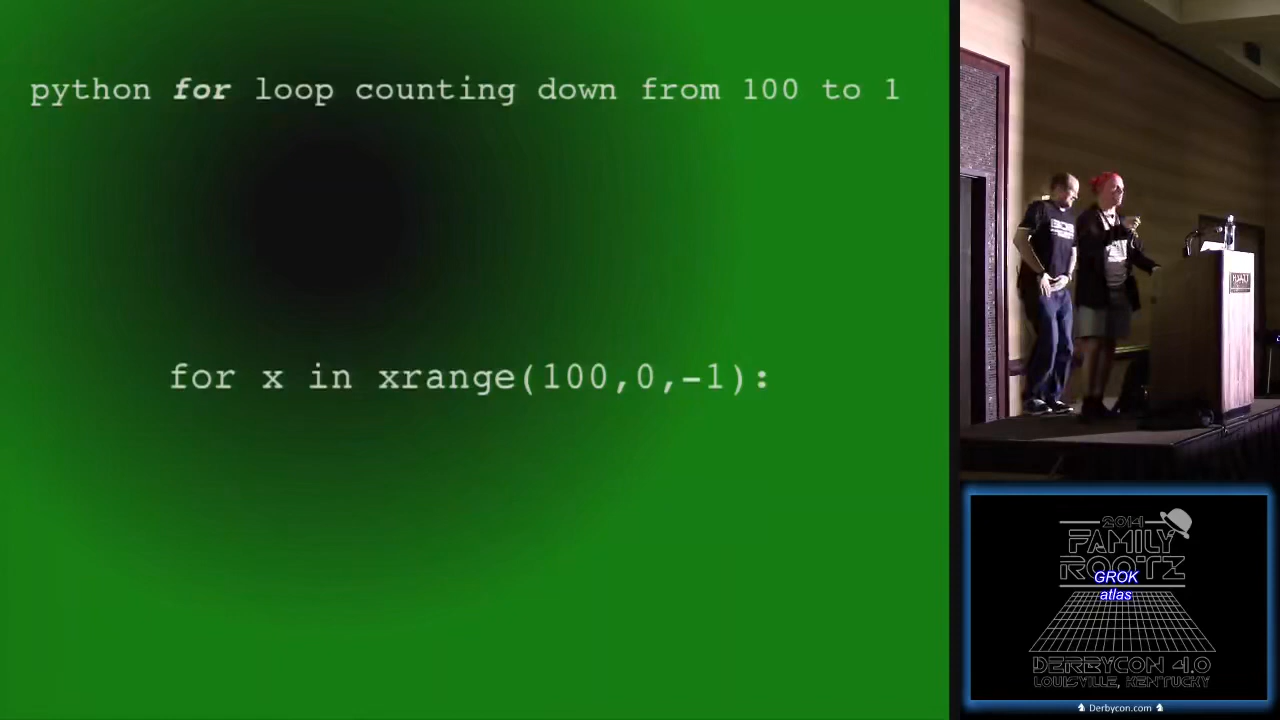 python for loop counting down from 100 to 1
for x in xrange(100,0,-1):
2014
FAMILY
ROOTZ
GROK
atlas
DERBYCON 4.0
LOUISVILLE, KENTUCKY
Derbycon.com